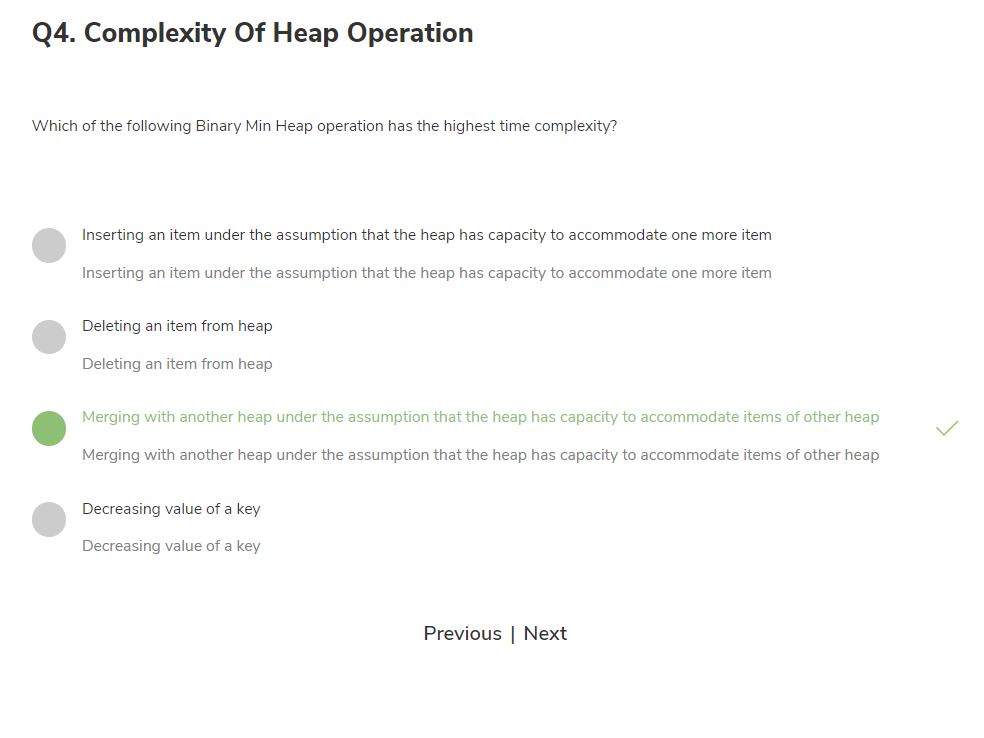 Q4. Complexity Of Heap Operation
Which of the following Binary Min Heap operation has the highest time complexity?
Inserting an item under the assumption that the heap has capacity to accommodate one more item
Inserting an item under the assumption that the heap has capacity to accommodate one more item
Deleting an item from heap
Deleting an item from heap
Merging with another heap under the assumption that the heap has capacity to accommodate items of other heap
Merging with another heap under the assumption that the heap has capacity to accommodate items of other heap
Decreasing value of a key
Decreasing value of a key
Previous | Next